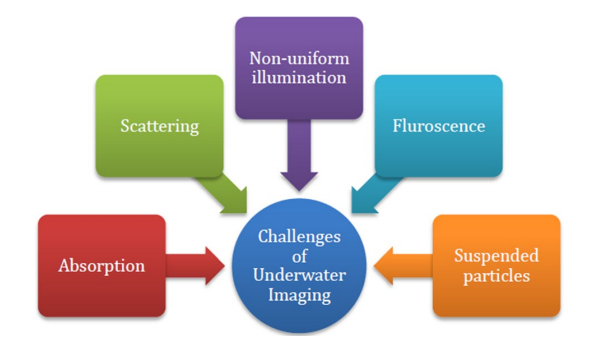 Non-uniform
illumination
Scattering
Fluroscence
Absorption
Challenges
of
Underwater
Imaging
Suspended
particles